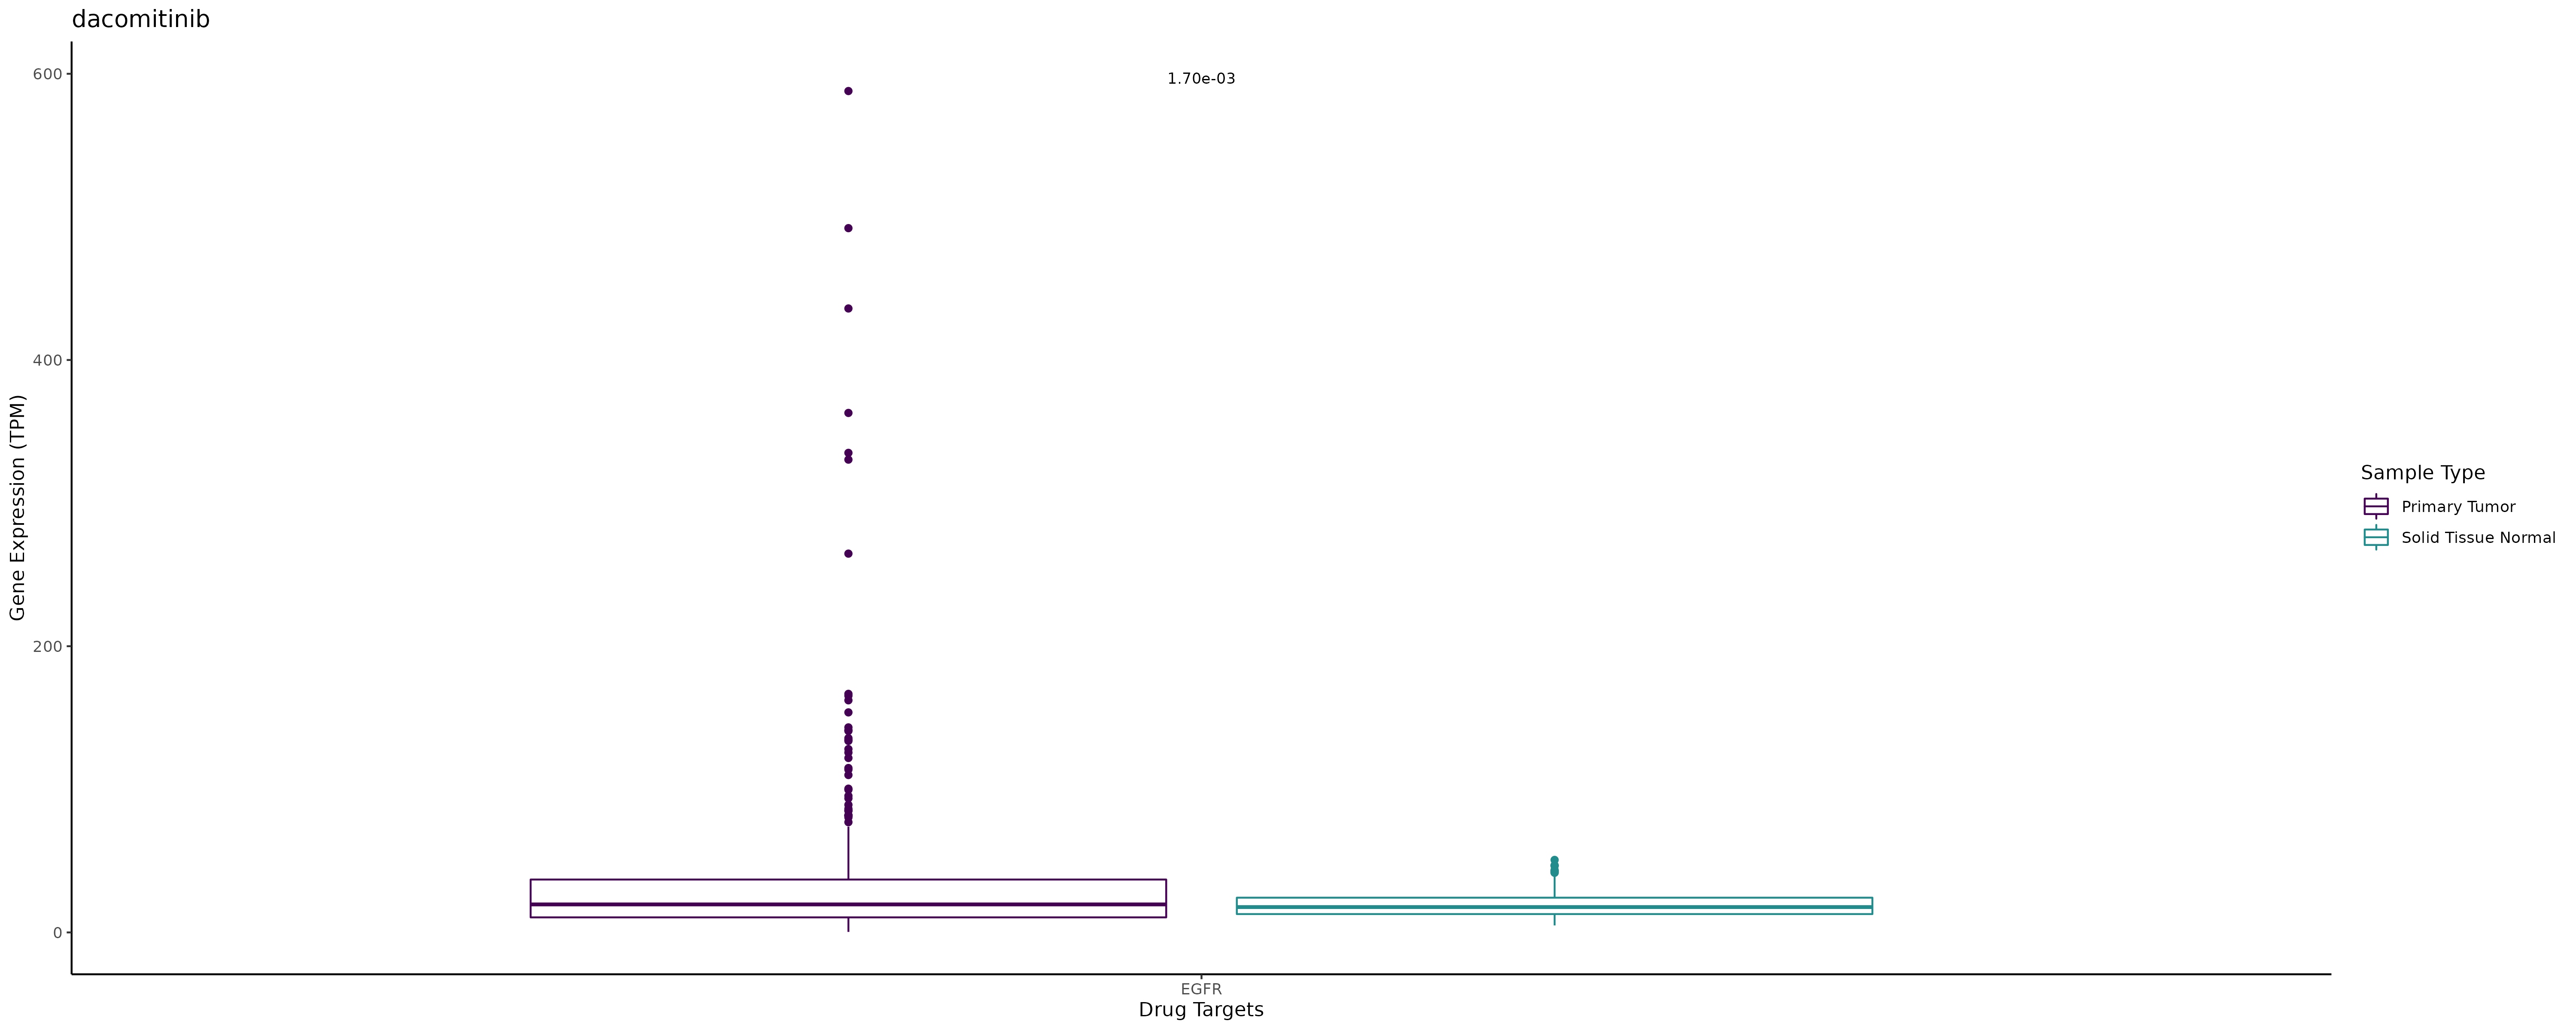 dacomitinib
600
400
200
0
Gene Expression (TPM)
1.70e-03
EGFR
Drug Targets
Sample Type
Primary Tumor
Solid Tissue Normal